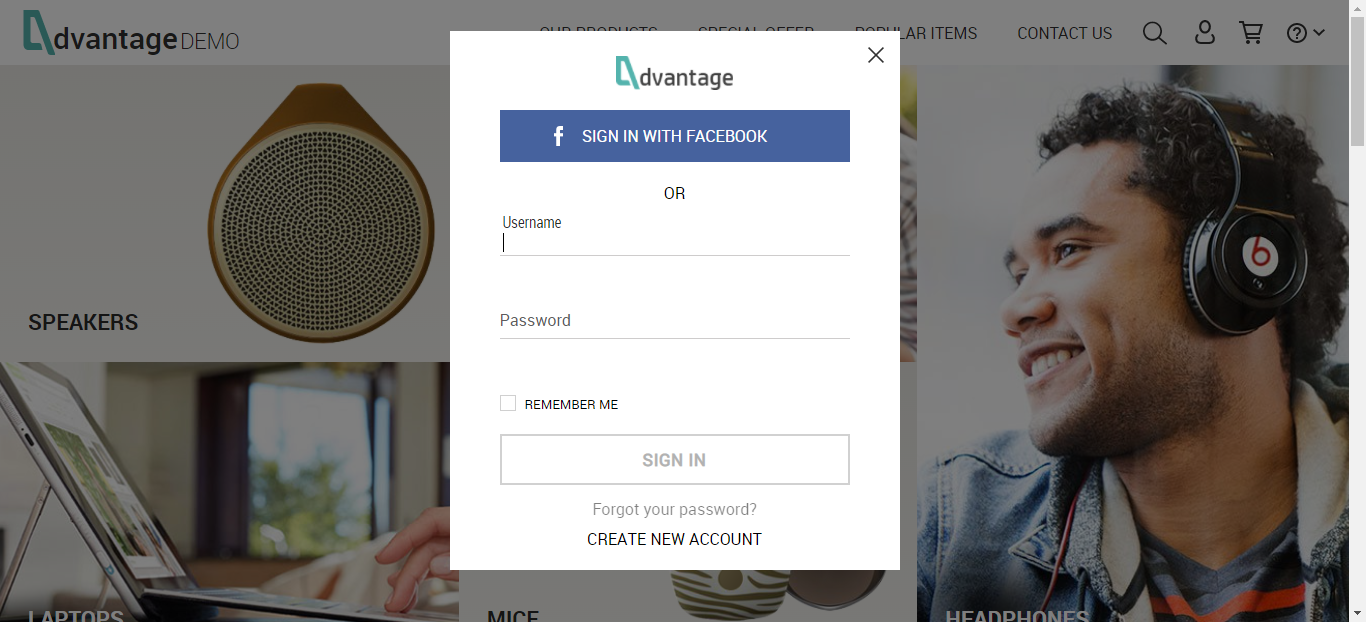 dvantage DEMO
OUR PRODUCTS SPECIAL OFFER POPULAR ITEMS CONTACT US
dvantage
SIGN IN WITH FACEBOOK
OR
Username
Password
REMEMBER ME
SIGN IN
Forgot your password?
CREATE NEW ACCOUNT
SPEAKERS
LAPTOPS
MICE
HEADPHONES